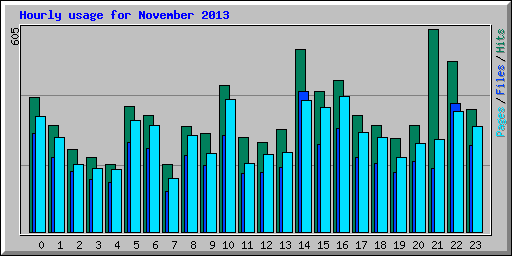 Hourly usage for November 2013
605
Pages/Files/Hits
0 1 2 3 4 5 6 7 8 9 10 11 12 13 14 15 16 17 18 19 20 21 22 23